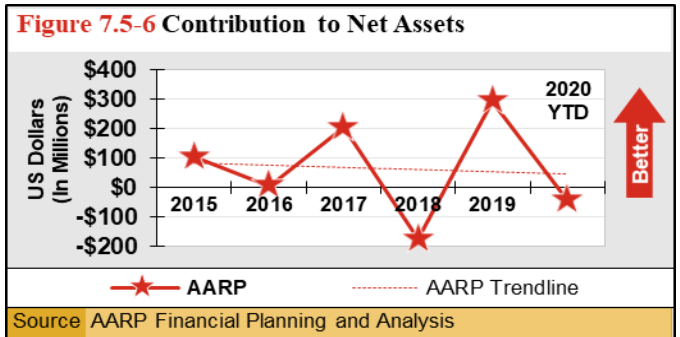 Figure 7.5-6 Contribution to Net Assets
US Dollars
(In Millions)
$400
$300
$200
$100
$0
-$100
-$200
2015
2016
2017
2018
2019
2020
YTD
Better
AARP
AARP Trendline
Source AARP Financial Planning and Analysis